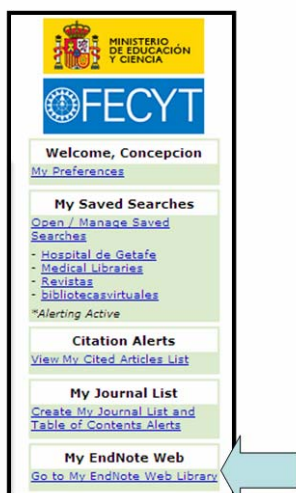 MINISTERIO
DE EDUCACIÓN
Y CIENCIA
FECYT
Welcome, Concepcion
My Preferences
My Saved Searches
Open / Manage Saved
Searches
- Hospital de Getafe
- Medical Libraries
- Revistas
- bibliotecasvirtuales
*Alerting Active
Citation Alerts
View My Cited Articles List
My Journal List
Create My Journal List and
Table of Contents Alerts
My EndNote Web
Go to My EndNote Web Library